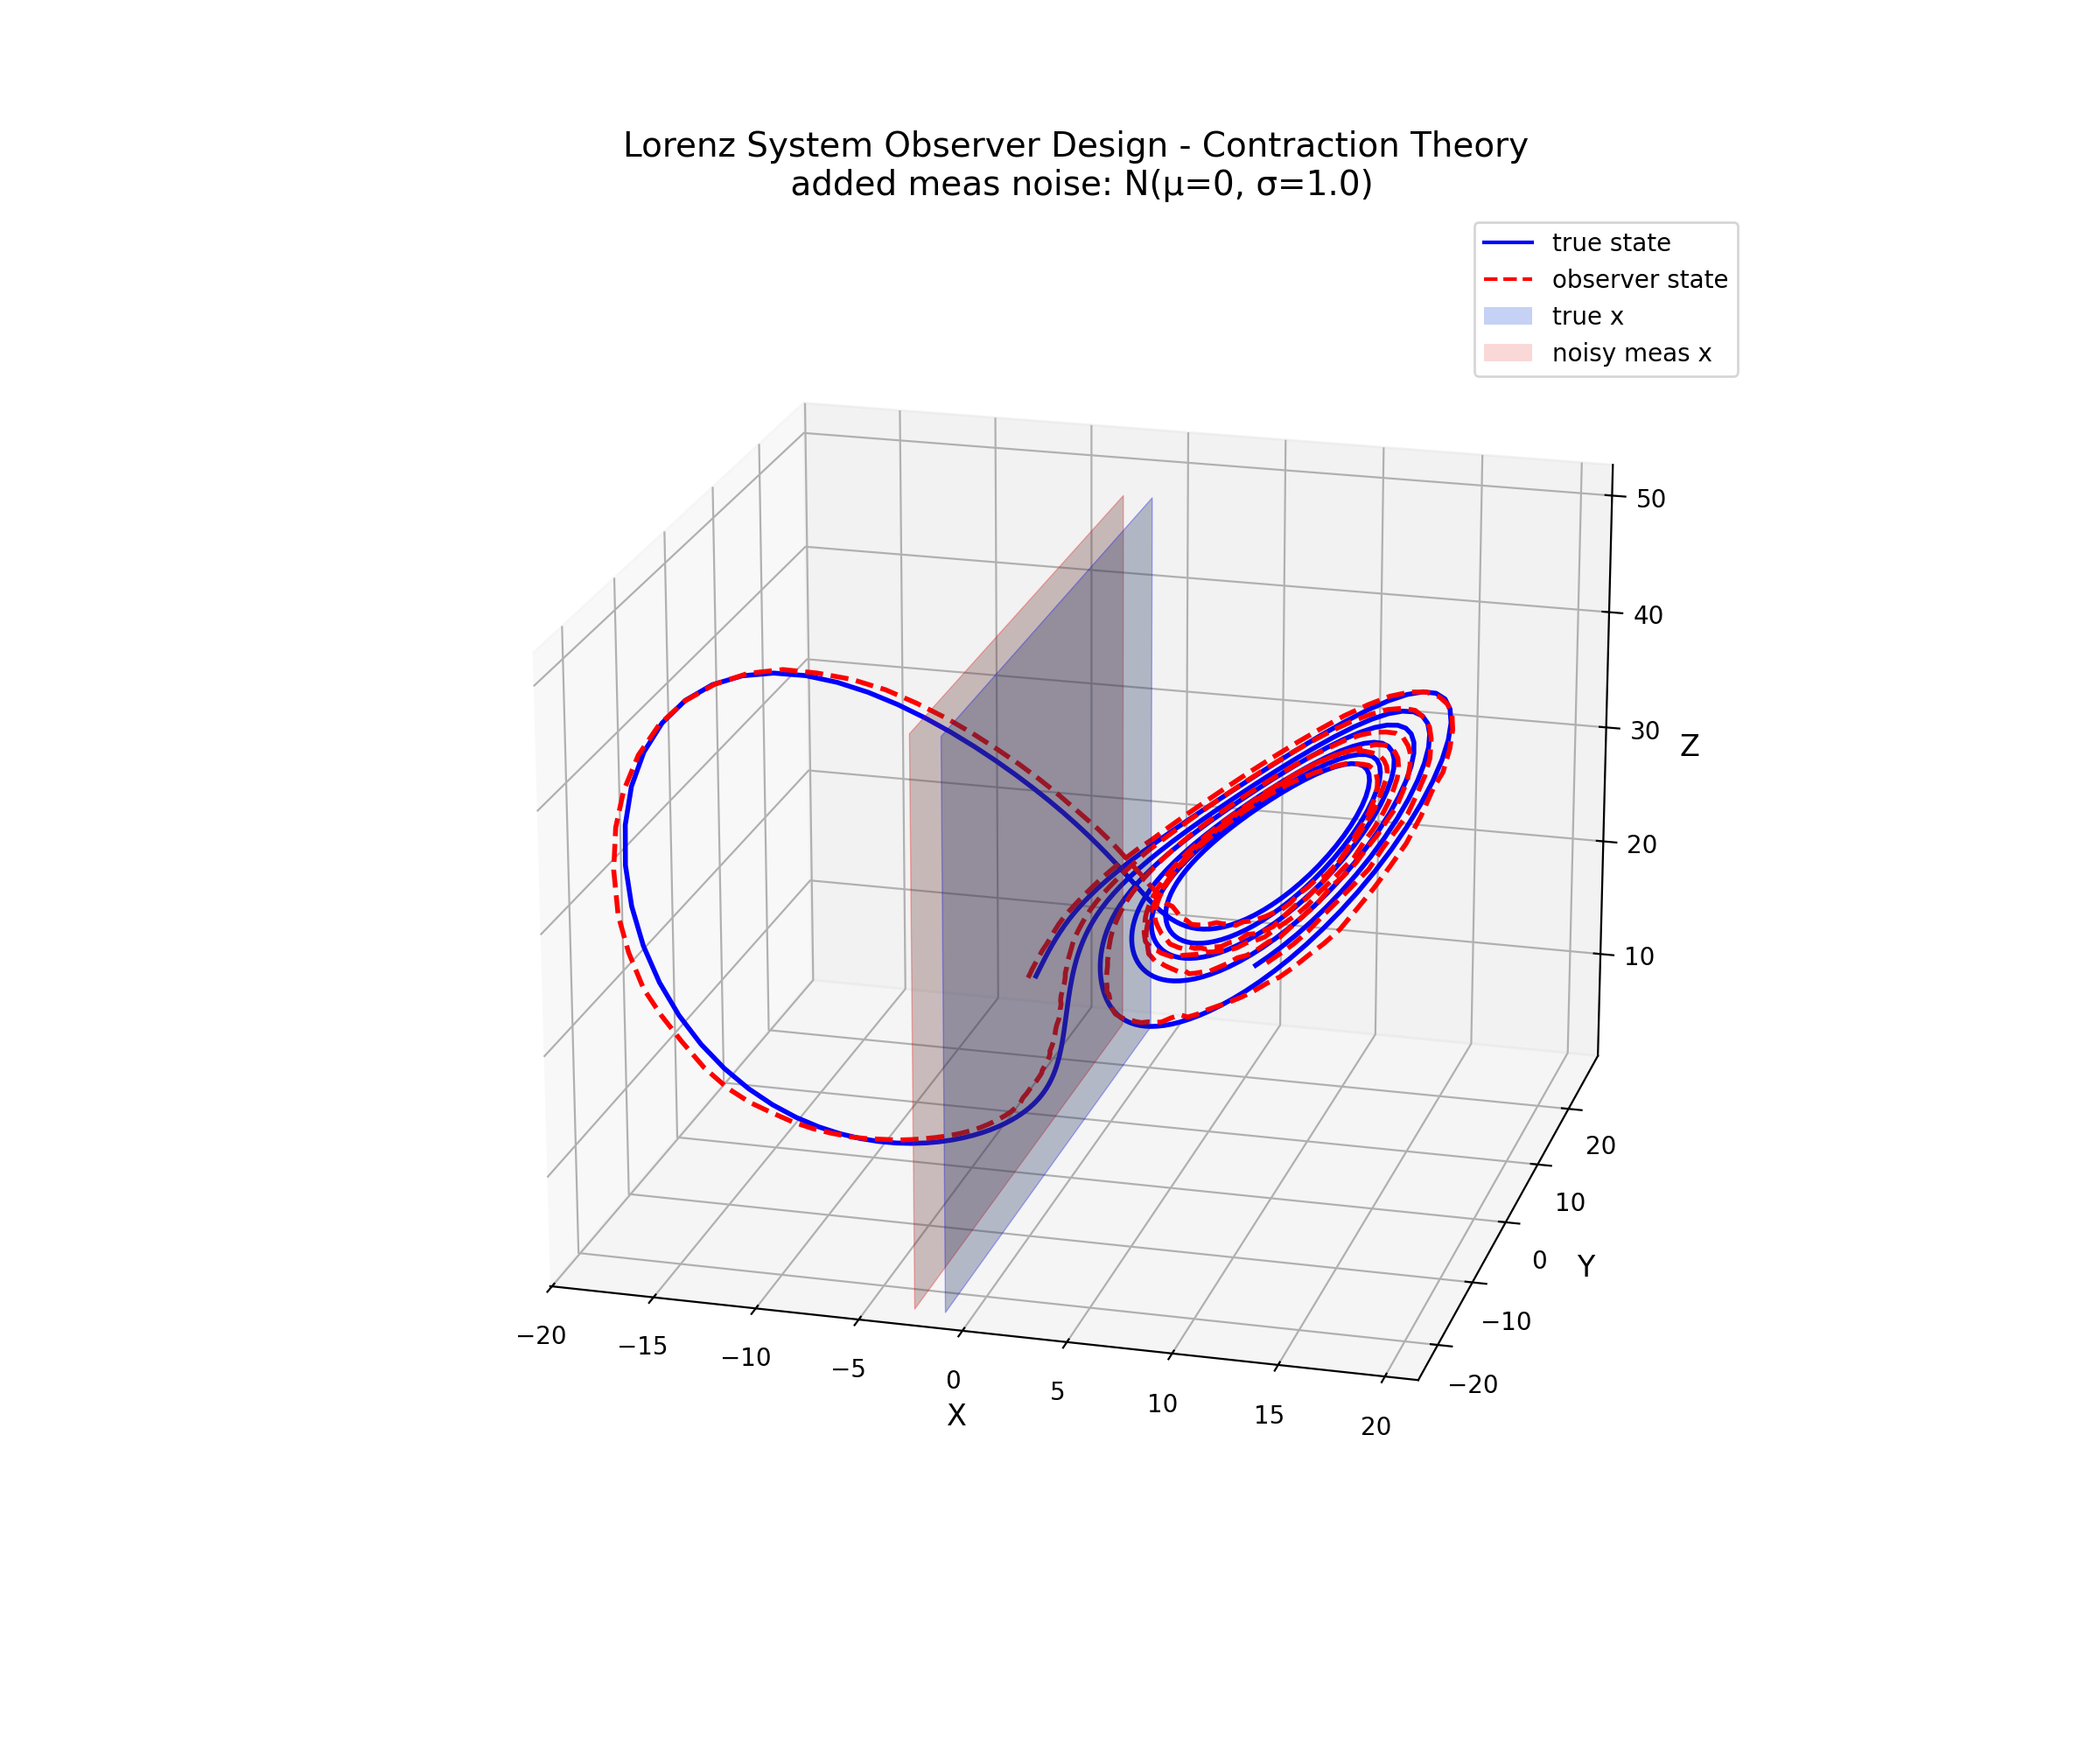 Lorenz System Observer Design - Contraction Theory
added meas noise: N(μ=0, σ=1.0)
true state
observer state
true x
noisy meas x
50
40
30
Z
20
10
20
10
0
Y
−10
−20
−20
−15
−10
−5
0
5
10
15
20
X